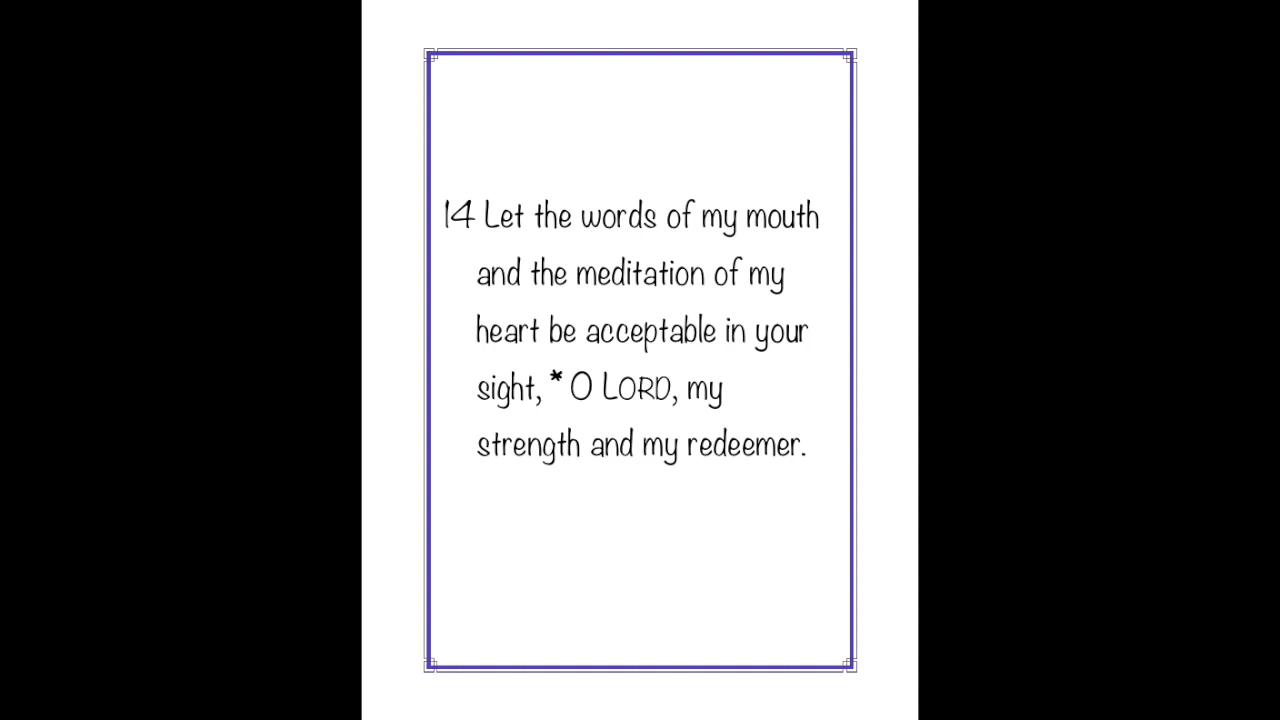 14 Let the words of my mouth
and the meditation of my
heart be acceptable in your
sight, * O LORD, my
strength and my redeemer.